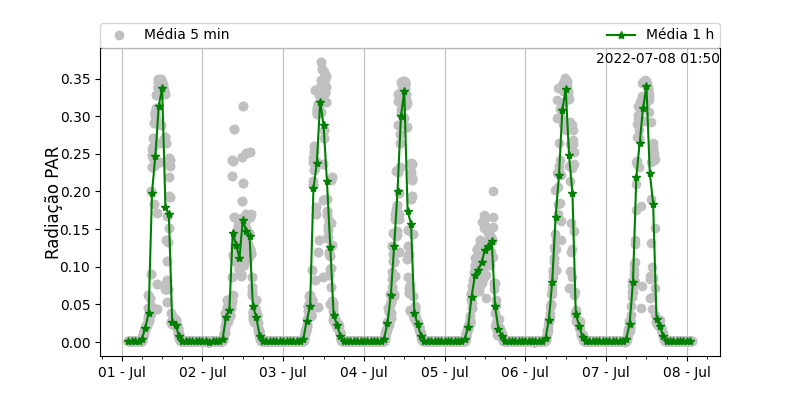 Média 5 min
Média 1 h
2022-07-08 01:50
Radiação PAR
0.35
0.30
0.25
0.20
0.15
0.10
0.05
0.00
01 - Jul
02 - Jul
03 - Jul
04 - Jul
05 - Jul
06 - Jul
07 - Jul
08 - Jul